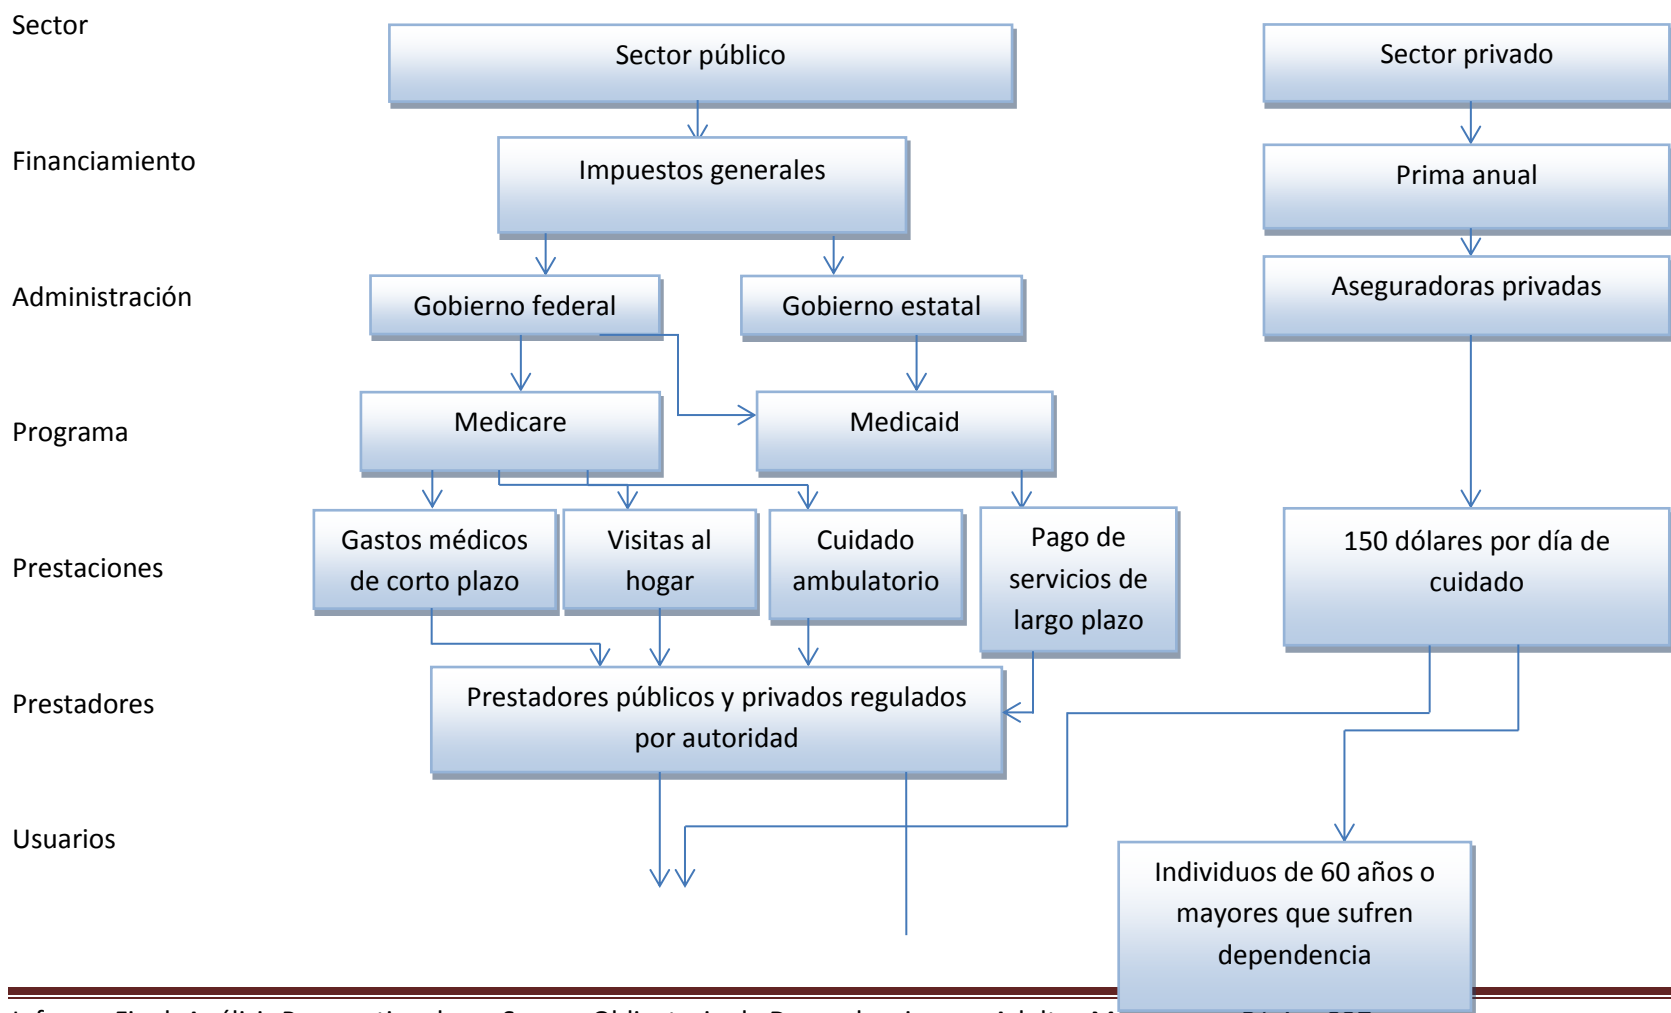 Sector
Sector público
Sector privado
Financiamiento
Impuestos generales
Prima anual
Administración
Gobierno federal
Gobierno estatal
Aseguradoras privadas
Programa
Medicare
Medicaid
Prestaciones
Gastos médicos
de corto plazo
Visitas al
hogar
Cuidado
ambulatorio
Pago de
servicios de
largo plazo
150 dólares por día de
cuidado
Prestadores
Prestadores públicos y privados regulados
por autoridad
Usuarios
Individuos de 60 años o
mayores que sufren
dependencia